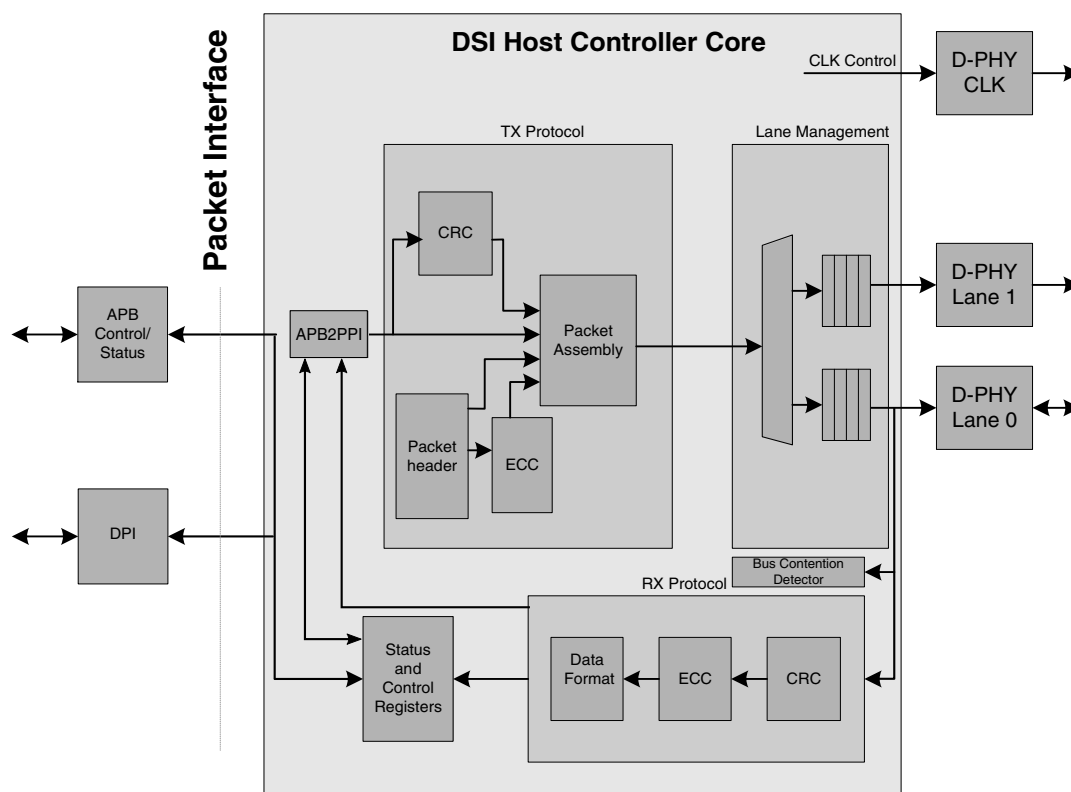 DSI Host Controller Core
Packet Interface
CLK Control
D-PHY
CLK
TX Protocol
Lane Management
CRC
D-PHY
Lane 1
APB
Control/
Status
APB2PPI
Packet
Assembly
D-PHY
Lane 0
Packet
header
ECC
DPI
Bus Contention
Detector
RX Protocol
Status
and
Control
Registers
Data
Format
ECC
CRC